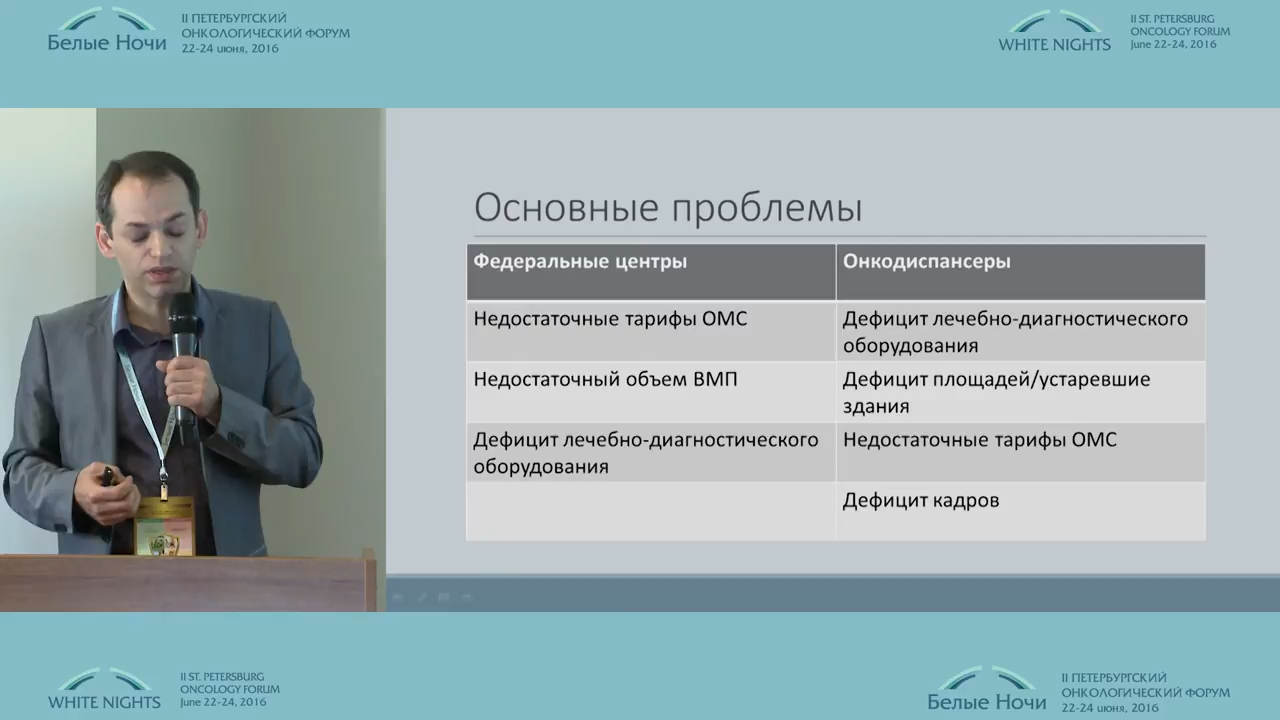 Белые Ночи
II ПЕТЕРБУРГСКИЙ
ОНКОЛОГИЧЕСКИЙ ФОРУМ
22-24 июня, 2016
WHITE NIGHTS
II ST. PETERSBURG
ONCOLOGY FORUM
June 22-24, 2016
Основные проблемы
Федеральные центры
Онкодиспансеры
Недостаточные тарифы ОМС
Дефицит лечебно-диагностического
оборудования
Недостаточный объем ВМП
Дефицит площадей/устаревшие
здания
Дефицит лечебно-диагностического
оборудования
Недостаточные тарифы ОМС
Дефицит кадров
WHITE NIGHTS
II ST. PETERSBURG
ONCOLOGY FORUM
June 22-24, 2016
Белые Ночи
II ПЕТЕРБУРГСКИЙ
ОНКОЛОГИЧЕСКИЙ ФОРУМ
22-24 июня, 2016